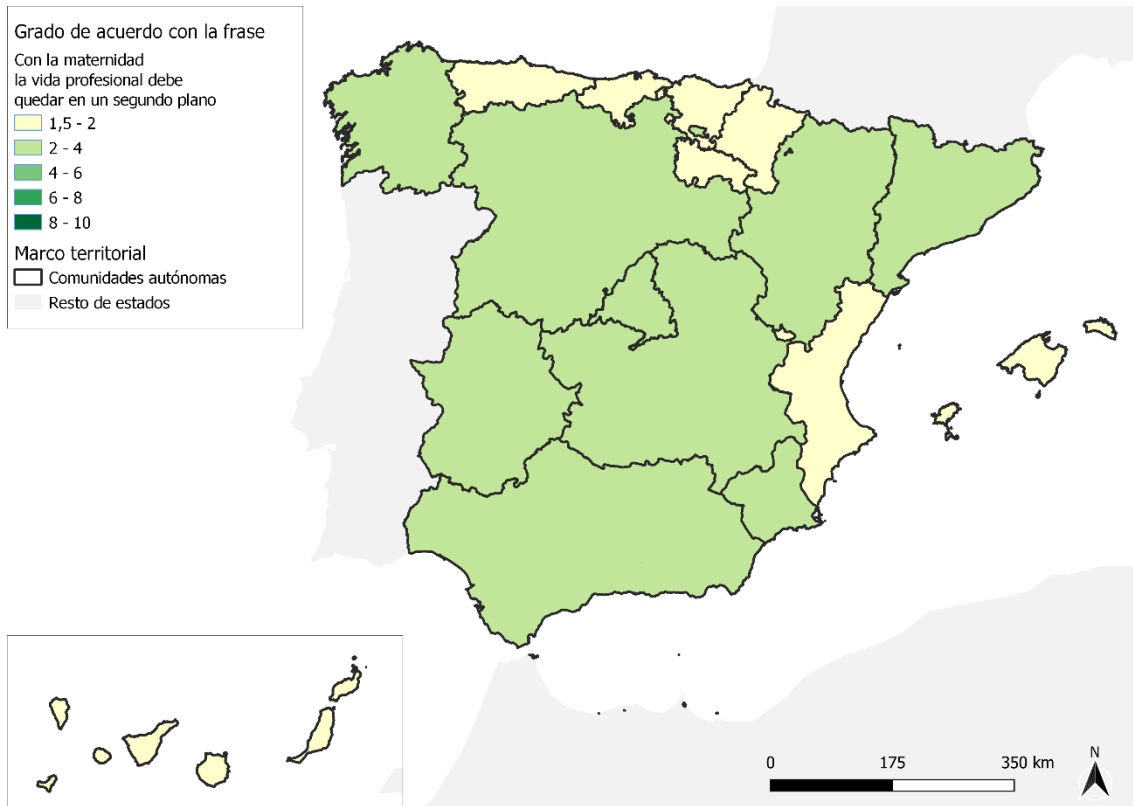 Grado de acuerdo con la frase
Con la maternidad
la vida profesional debe
quedar en un segundo plano
1,5 - 2
2 - 4
4 - 6
6 - 8
8 - 10
Marco territorial
Comunidades autónomas
Resto de estados
0 175 350 km
N